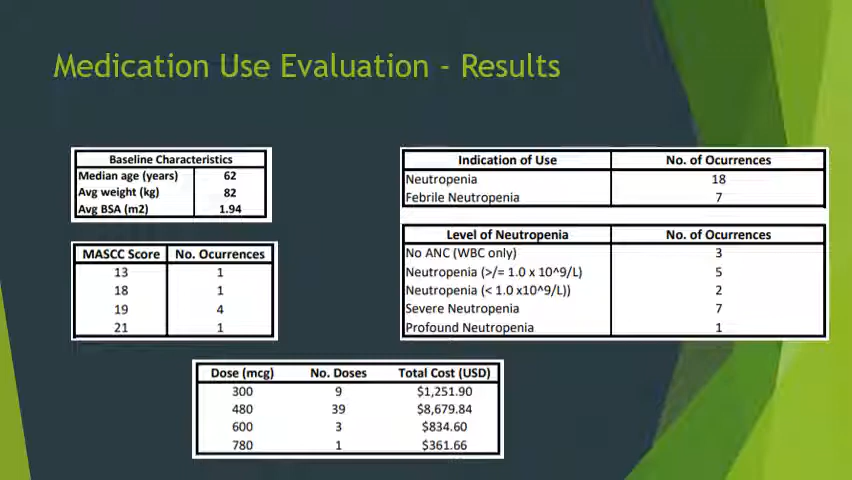 Medication Use Evaluation - Results
Baseline Characteristics
Median age (years) 62
Avg weight (kg) 82
Avg BSA (m2) 1.94
MASCC Score No. Ocurrences
13 1
18 1
19 4
21 1
Indication of Use No. of Ocurrences
Neutropenia 18
Febrile Neutropenia 7
Level of Neutropenia No. of Ocurrences
No ANC (WBC only) 3
Neutropenia (>/= 1.0 x 10^9/L) 5
Neutropenia (< 1.0 x10^9/L)) 2
Severe Neutropenia 7
Profound Neutropenia 1
Dose (mcg) No. Doses Total Cost (USD)
300 9 $1,251.90
480 39 $8,679.84
600 3 $834.60
780 1 $361.66